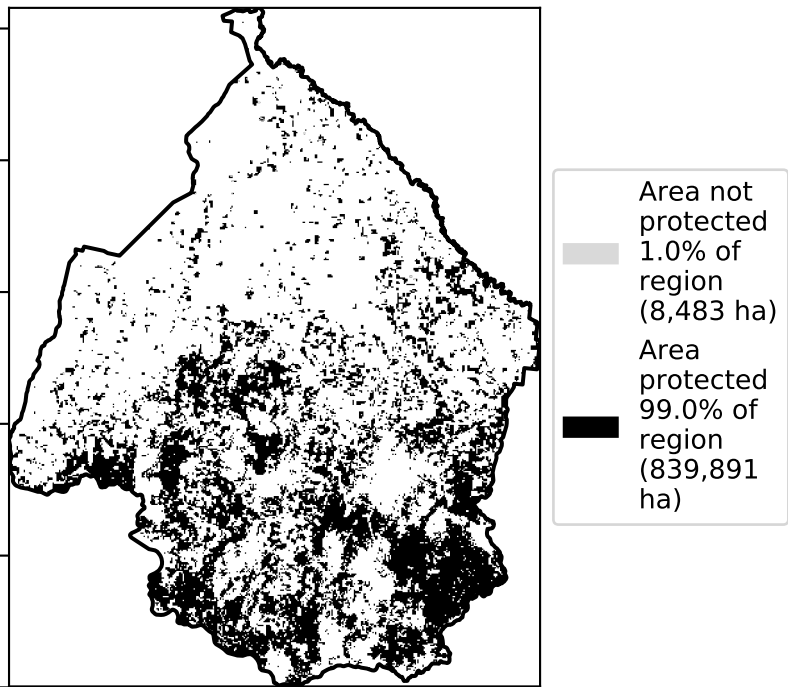 Area not
protected
1.0% of
region
(8,483 ha)
Area
protected
99.0% of
region
(839,891
ha)